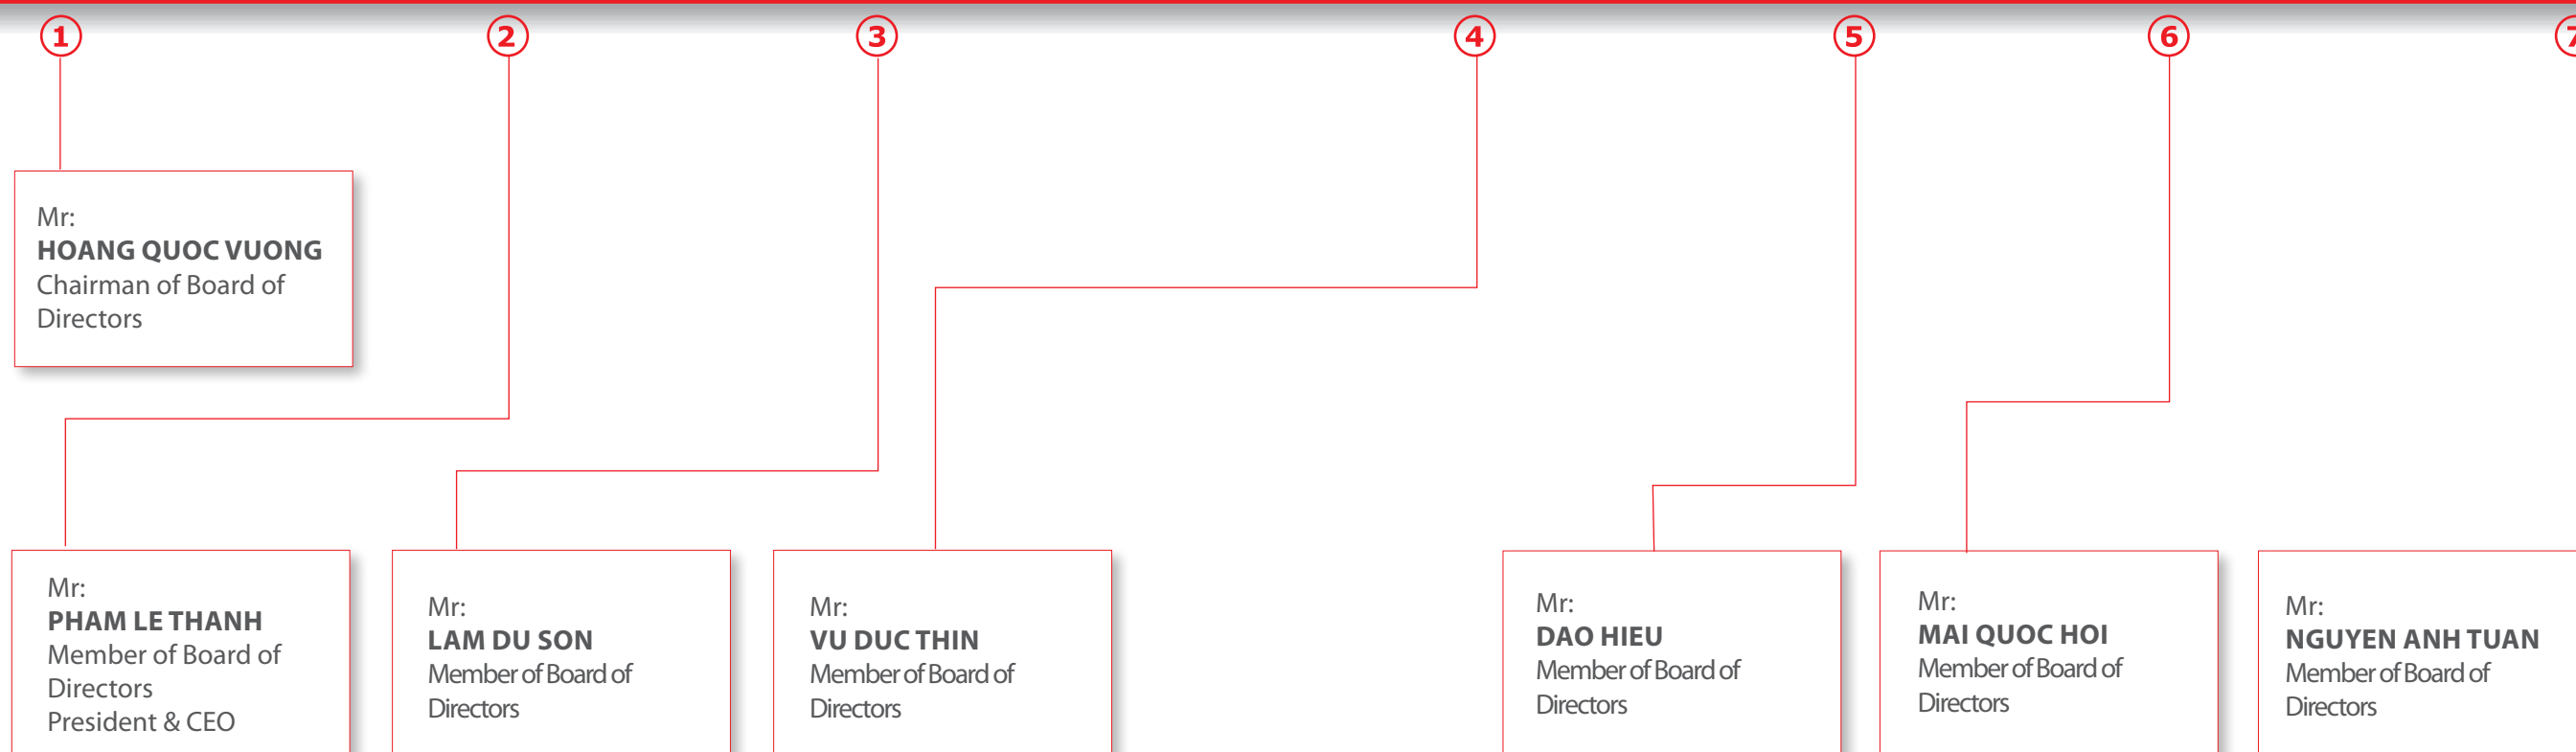 1
2
3
4
5
6
7
Mr:
HOANG QUOC VUONG
Chairman of Board of
Directors
Mr:
PHAM LE THANH
Member of Board of
Directors
President & CEO
Mr:
LAM DU SON
Member of Board of
Directors
Mr:
VU DUC THIN
Member of Board of
Directors
Mr:
DAO HIEU
Member of Board of
Directors
Mr:
MAI QUOC HOI
Member of Board of
Directors
Mr:
NGUYEN ANH TUAN
Member of Board of
Directors